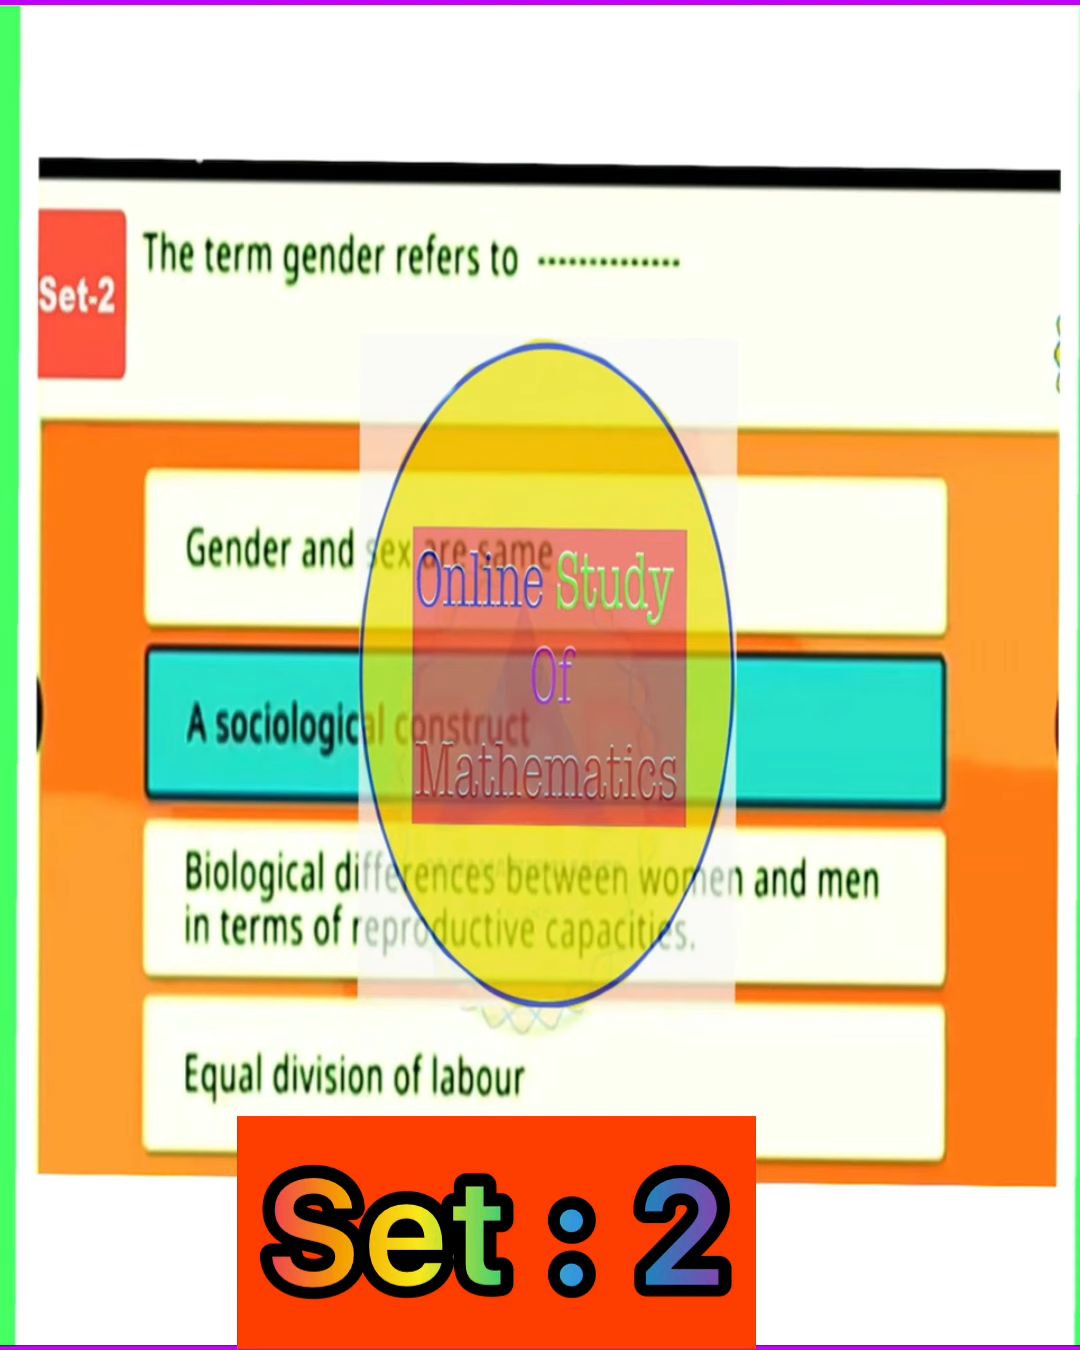 Set-2
The term gender refers to --------------
Gender and sex are same
A sociological construct
Biological differences between women and men
in terms of reproductive capacities.
Equal division of labour
Online Study
Of
Mathematics
Set : 2